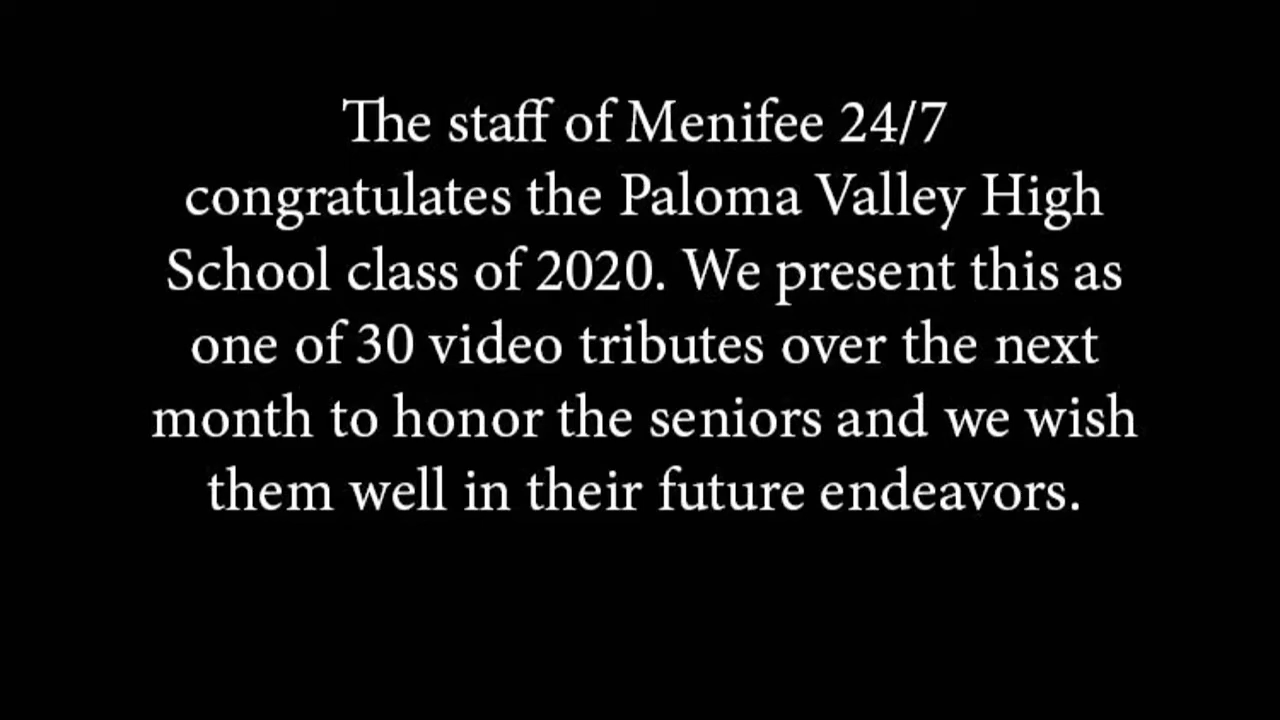 The staff of Menifee 24/7
congratulates the Paloma Valley High
School class of 2020. We present this as
one of 30 video tributes over the next
month to honor the seniors and we wish
them well in their future endeavors.